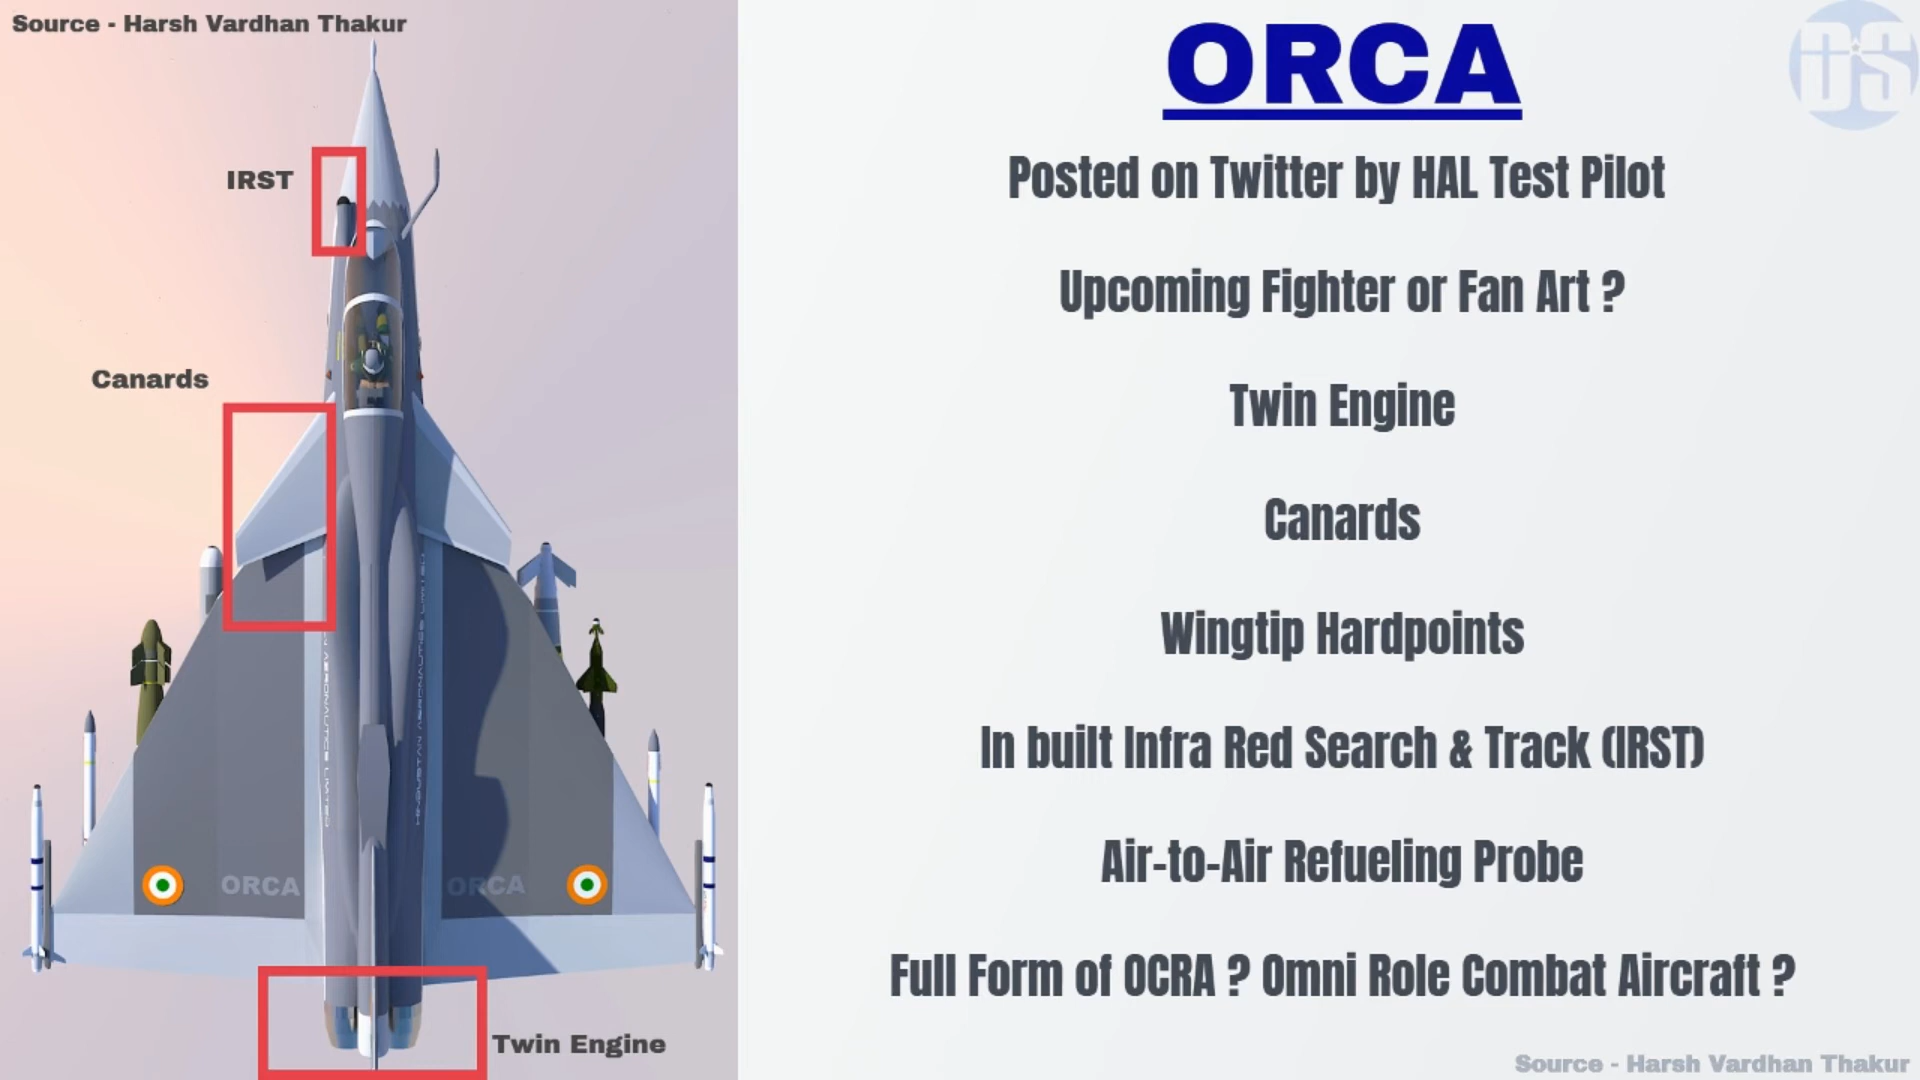 Source - Harsh Vardhan Thakur
IRST
Canards
ORCA
ORCA
Twin Engine
ORCA
Posted on Twitter by HAL Test Pilot
Upcoming Fighter or Fan Art ?
Twin Engine
Canards
Wingtip Hardpoints
In built Infra Red Search & Track (IRST)
Air-to-Air Refueling Probe
Full Form of OCRA ? Omni Role Combat Aircraft ?
Source - Harsh Vardhan Thakur
DS